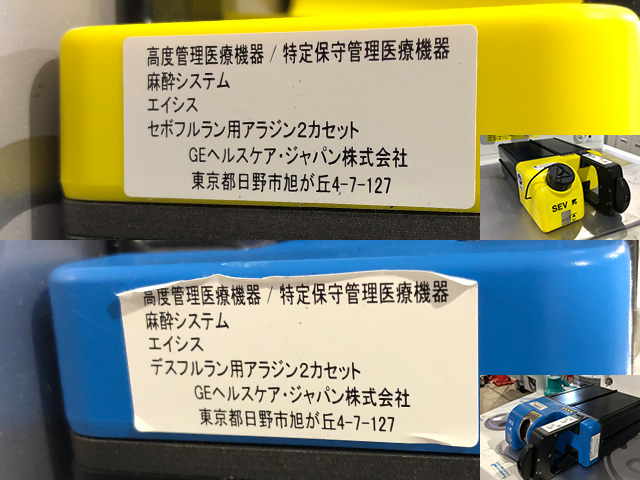 高度管理医療機器 / 特定保守管理医療機器
麻酔システム
エイシス
セボフルラン用アラジン2カセット
GEヘルスケア・ジャパン株式会社
東京都日野市旭が丘4-7-127
SEV
高度管理医療機器 / 特定保守管理医療機器
麻酔システム
エイシス
デスフルラン用アラジン2カセット
GEヘルスケア・ジャパン株式会社
東京都日野市旭が丘4-7-127